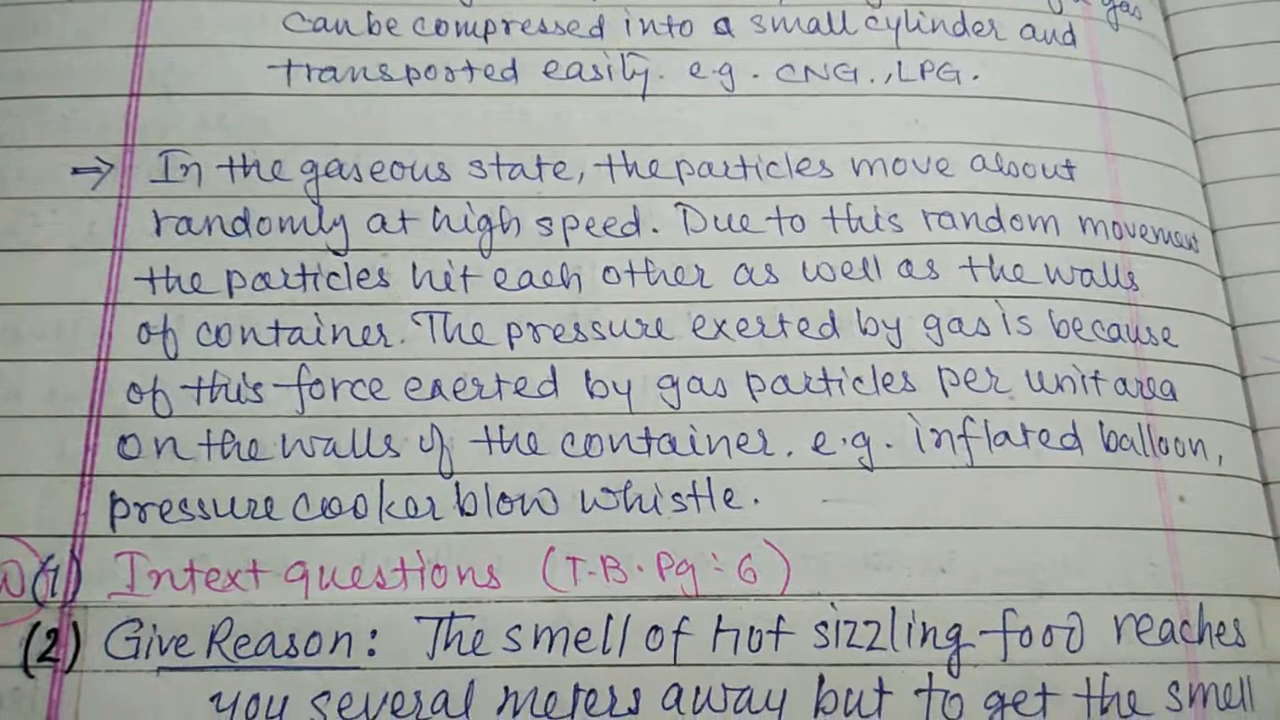 gas
can be compressed into a small cylinder and
transported easily. e.g. CNG., LPG.
⇒ In the gaseous state, the particles move about
randomly at high speed. Due to this random movement
the particles hit each other as well as the walls
of container. The pressure exerted by gas is because
of this force exerted by gas particles per unit area
on the walls of the container. e.g. inflated balloon,
pressure cooker blow whistle.
(1) Intext questions (T.B. Pg:6)
(2) Give Reason: The smell of hot sizzling food reaches
you several meters away but to get the smell